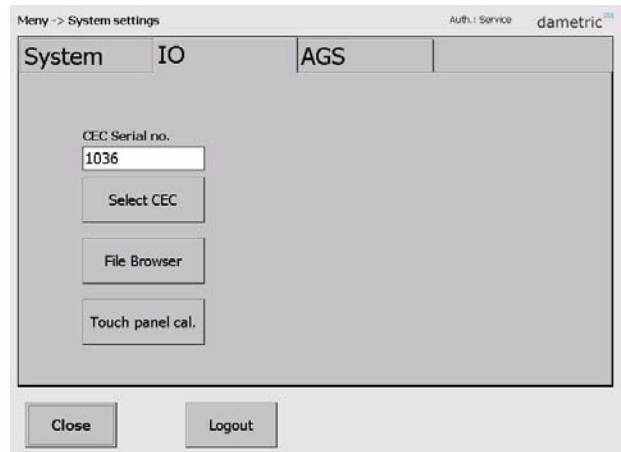 Meny -> System settings Auth.: Service dametric™
System IO AGS
CEC Serial no.
1036
Select CEC
File Browser
Touch panel cal.
Close Logout